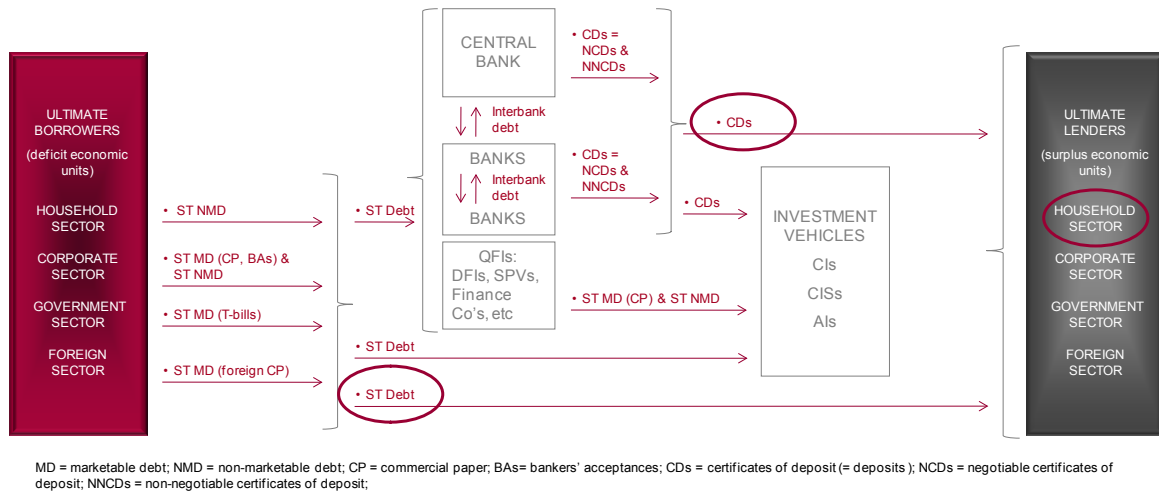 ULTIMATE
BORROWERS
(deficit economic
units)
HOUSEHOLD
SECTOR
CORPORATE
SECTOR
GOVERNMENT
SECTOR
FOREIGN
SECTOR
• ST NMD
• ST MD (CP, BAs) &
ST NMD
• ST MD (T-bills)
• ST MD (foreign CP)
• ST Debt
• ST Debt
• ST Debt
CENTRAL
BANK
Interbank
debt
BANKS
Interbank
debt
BANKS
QFIs:
DFIs, SPVs,
Finance
Co's, etc
• CDs =
NCDs &
NNCDs
• CDs =
NCDs &
NNCDs
• ST MD (CP) & ST NMD
• CDs
• CDs
INVESTMENT
VEHICLES
CIs
CISs
AIs
ULTIMATE
LENDERS
(surplus economic
units)
HOUSEHOLD
SECTOR
CORPORATE
SECTOR
GOVERNMENT
SECTOR
FOREIGN
SECTOR
MD = marketable debt; NMD = non-marketable debt; CP = commercial paper; BAs= bankers' acceptances; CDs = certificates of deposit (= deposits); NCDs = negotiable certificates of
deposit; NNCDs = non-negotiable certificates of deposit;